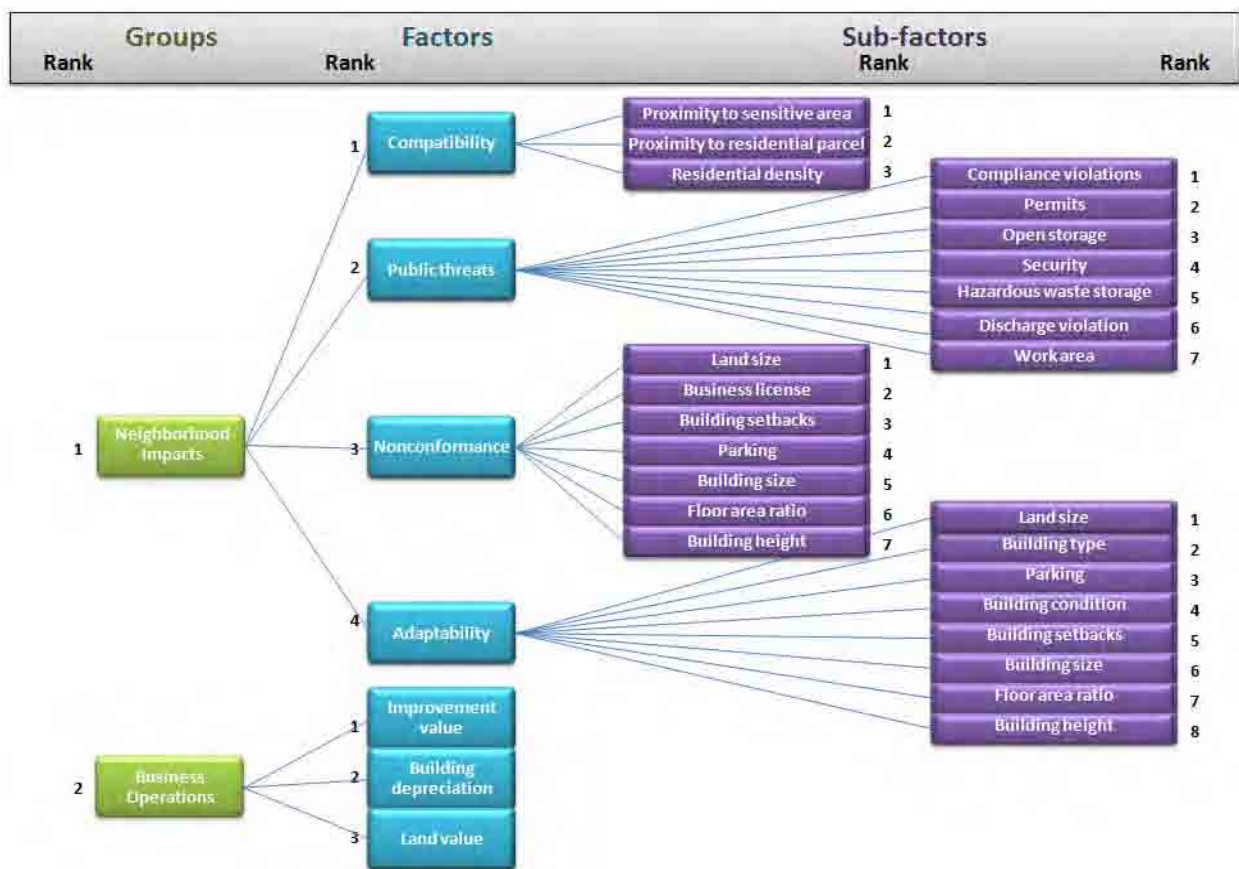 Groups Factors Sub-factors
Rank Rank Rank Rank
1 Compatibility
Proximity to sensitive area 1
Proximity to residential parcel 2
Residential density 3
2 Public threats
Compliance violations 1
Permits 2
Open storage 3
Security 4
Hazardous waste storage 5
Discharge violation 6
Work area 7
1 Neighborhood
Impacts
3 Nonconformance
Land size 1
Business license 2
Building setbacks 3
Parking 4
Building size 5
Floor area ratio 6
Building height 7
4 Adaptability
Land size 1
Building type 2
Parking 3
Building condition 4
Building setbacks 5
Building size 6
Floor area ratio 7
Building height 8
2 Business
Operations
1 Improvement
value
2 Building
depreciation
3 Land value